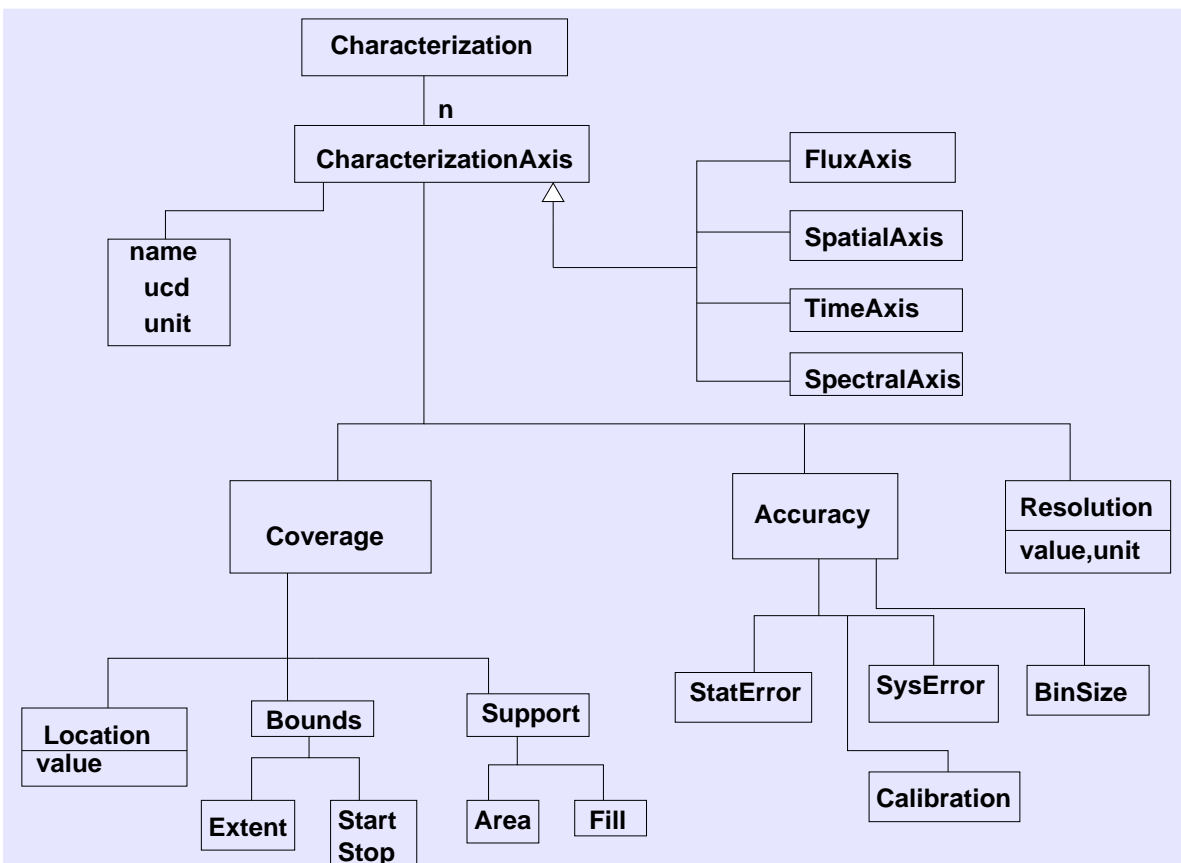 Characterization
n
CharacterizationAxis
FluxAxis
SpatialAxis
name
ucd
unit
TimeAxis
SpectralAxis
Coverage
Accuracy
Resolution
value,unit
StatError
SysError
BinSize
Location
value
Bounds
Support
Calibration
Extent
Start
Stop
Area
Fill